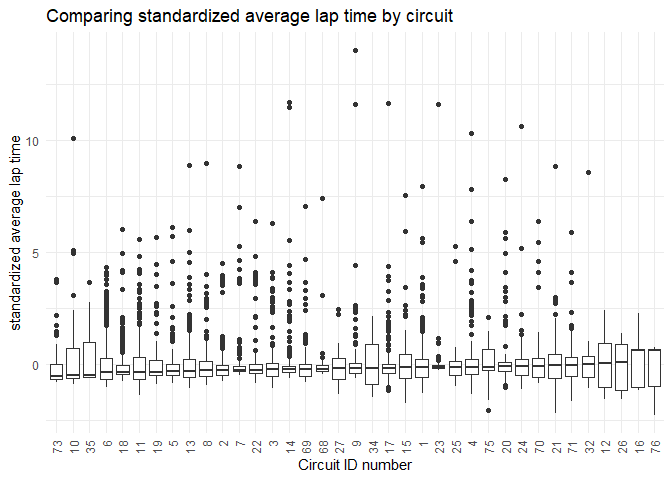 Comparing standardized average lap time by circuit
standardized average lap time
10
5
0
73 10 35 6 18 11 19 5 13 8 2 7 22 3 14 69 68 27 9 34 17 15 1 23 25 4 75 20 24 70 21 71 32 12 26 16 76
Circuit ID number